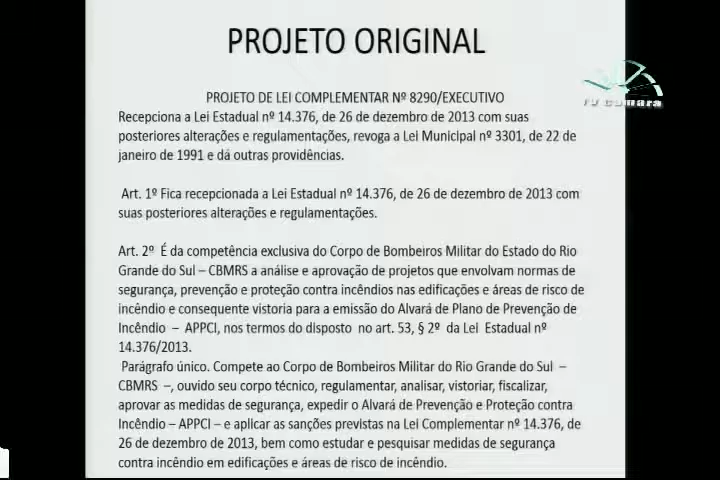 PROJETO ORIGINAL
TV CÂMARA
PROJETO DE LEI COMPLEMENTAR Nº 8290/EXECUTIVO
Recepciona a Lei Estadual nº 14.376, de 26 de dezembro de 2013 com suas
posteriores alterações e regulamentações, revoga a Lei Municipal nº 3301, de 22 de
janeiro de 1991 e dá outras providências.
Art. 1º Fica recepcionada a Lei Estadual nº 14.376, de 26 de dezembro de 2013 com
suas posteriores alterações e regulamentações.
Art. 2º É da competência exclusiva do Corpo de Bombeiros Militar do Estado do Rio
Grande do Sul – CBMRS a análise e aprovação de projetos que envolvam normas de
segurança, prevenção e proteção contra incêndios nas edificações e áreas de risco de
incêndio e consequente vistoria para a emissão do Alvará de Plano de Prevenção de
Incêndio – APPCI, nos termos do disposto no art. 53, § 2º da Lei Estadual nº
14.376/2013.
Parágrafo único. Compete ao Corpo de Bombeiros Militar do Rio Grande do Sul –
CBMRS –, ouvido seu corpo técnico, regulamentar, analisar, vistoriar, fiscalizar,
aprovar as medidas de segurança, expedir o Alvará de Prevenção e Proteção contra
Incêndio – APPCI – e aplicar as sanções previstas na Lei Complementar nº 14.376, de
26 de dezembro de 2013, bem como estudar e pesquisar medidas de segurança
contra incêndio em edificações e áreas de risco de incêndio.